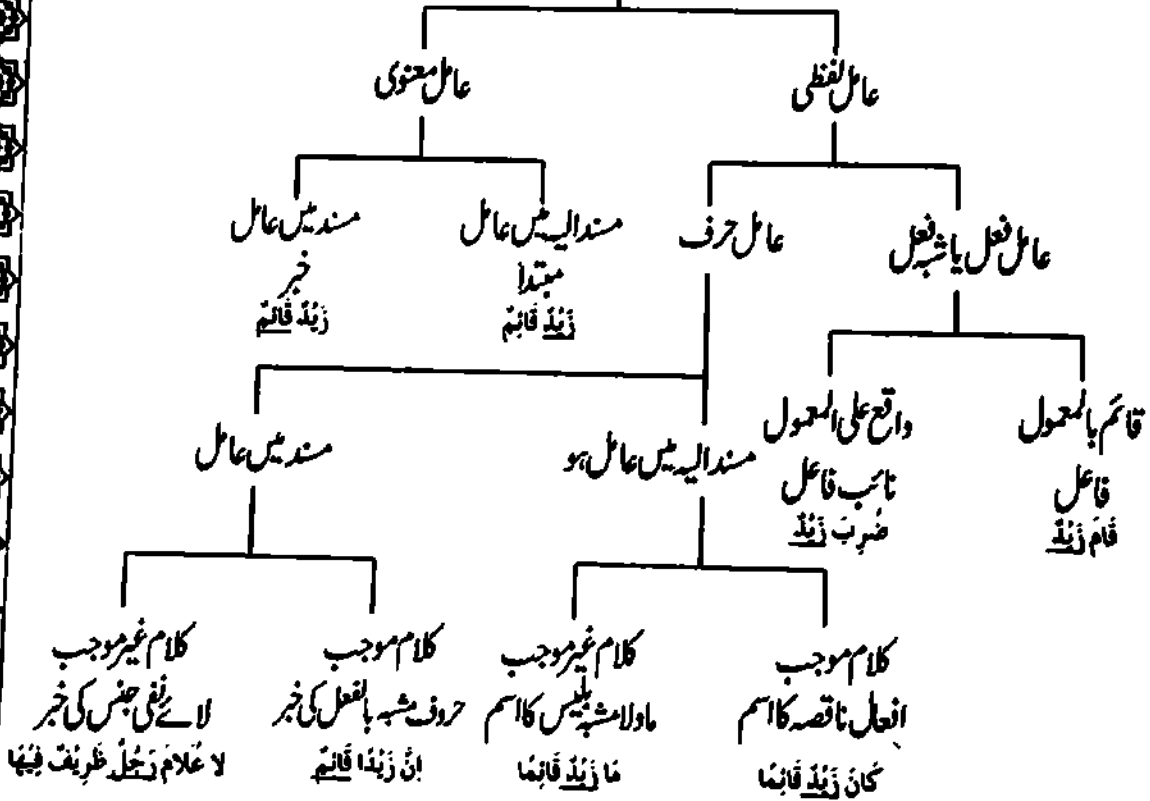 عامل لفظی
عامل معنوی
عامل فعل یا شبہ فعل
عامل حرف
مسند الیہ میں عامل
مبتدا
زَیْدٌ قَائِمٌ
مسند میں عامل
خبر
زَیْدٌ قَائِمٌ
قائم بالمعمول
فاعل
قَامَ زَیْدٌ
واقع علی المعمول
نائب فاعل
ضُرِبَ زَیْدٌ
مسند الیہ میں عامل ہو
مسند میں عامل
کلام موجب
افعال ناقصہ کا اسم
کَانَ زَیْدٌ قَائِمًا
کلام غیر موجب
ما ولا مشبہ بلیس کا اسم
مَا زَیْدٌ قَائِمًا
کلام موجب
حروف مشبہ بالفعل کی خبر
اِنَّ زَیْدًا قَائِمٌ
کلام غیر موجب
لائے نفی جنس کی خبر
لا غُلامَ رَجُلٍ ظَرِیْفٌ فِیْهَا